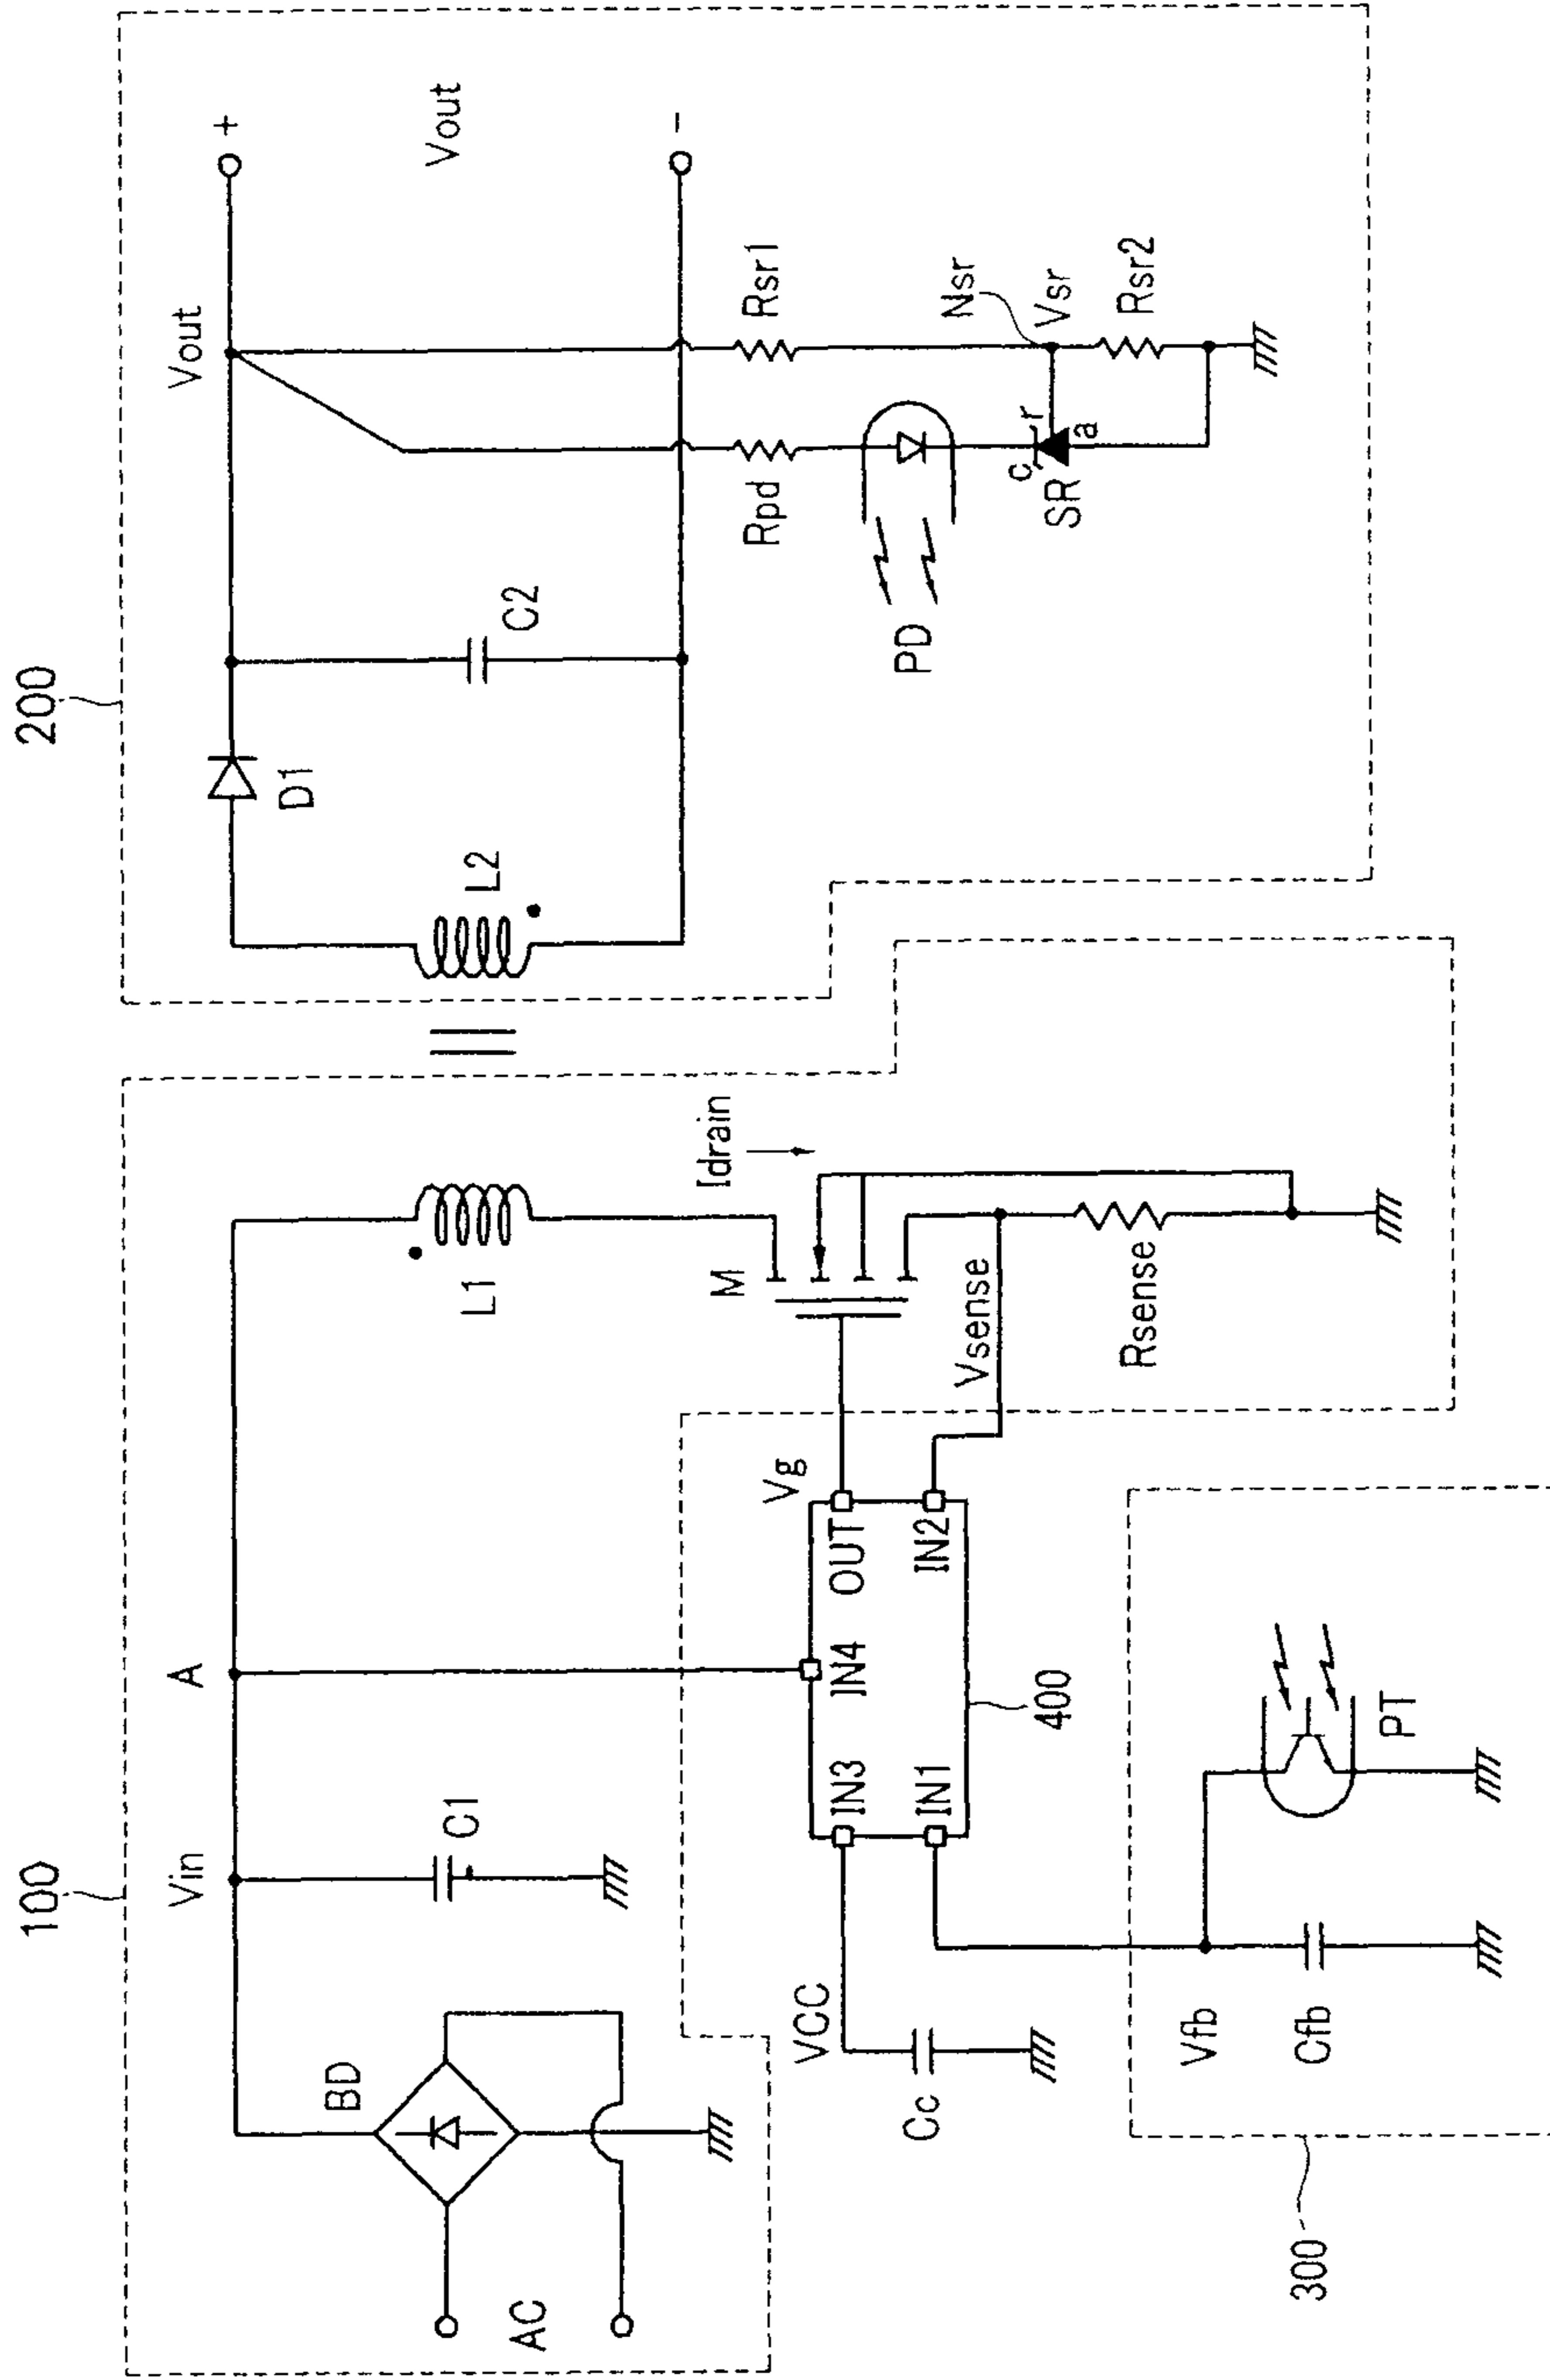 100
200
Vin
A
Vout
+
BD
D1
C1
L1
L2
C2
Vout
AC
-
Idrain
M
VCC
Vg
Rpd
Rsr1
IN3
IN4
OUT
PD
Cc
IN1
IN2
Vsense
Nsr
c
r
SR
a
Vsr
400
Rsense
Rsr2
Vfb
Cfb
PT
300